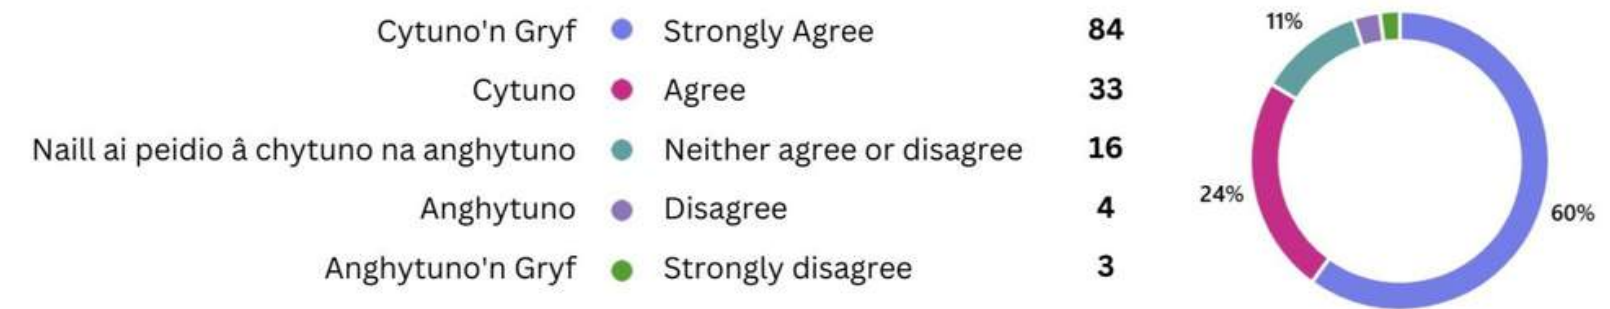 Cytuno'n Gryf Strongly Agree 84
Cytuno Agree 33
Naill ai peidio â chytuno na anghytuno Neither agree or disagree 16
Anghytuno Disagree 4
Anghytuno'n Gryf Strongly disagree 3
11%
24%
60%